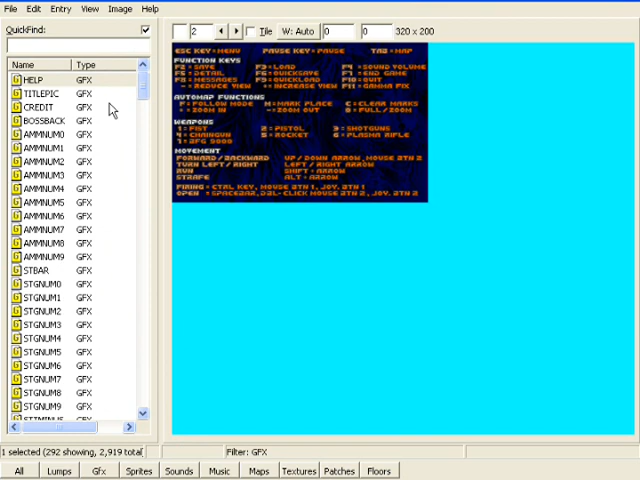 File Edit Entry View Image Help
QuickFind:
2 Tile W: Auto 0 0 320 x 200
Name Type
HELP GFX
TITLEPIC GFX
CREDIT GFX
BOSSBACK GFX
AMMNUM0 GFX
AMMNUM1 GFX
AMMNUM2 GFX
AMMNUM3 GFX
AMMNUM4 GFX
AMMNUM5 GFX
AMMNUM6 GFX
AMMNUM7 GFX
AMMNUM8 GFX
AMMNUM9 GFX
STBAR GFX
STGNUM0 GFX
STGNUM1 GFX
STGNUM2 GFX
STGNUM3 GFX
STGNUM4 GFX
STGNUM5 GFX
STGNUM6 GFX
STGNUM7 GFX
STGNUM8 GFX
STGNUM9 GFX
GFX
ESC KEY=MENU PAUSE KEY=PAUSE TAB=MAP
FUNCTION KEYS
F2=SAVE F3=LOAD F4=SOUND VOLUME
F5=DETAIL F6=QUICKSAVE F7=END GAME
F8=MESSAGES F9=QUICKLOAD F10=QUIT
-=REDUCE VIEW +=INCREASE VIEW F11=GAMMA FIX
AUTOMAP FUNCTIONS
F=FOLLOW MODE M=MARK PLACE C=CLEAR MARKS
+=ZOOM IN -=ZOOM OUT 0=FULL/ZOOM
WEAPONS
1=FIST 2=PISTOL 3=SHOTGUNS
4=CHAINGUN 5=ROCKET 6=PLASMA RIFLE
7=BFG 9000
MOVEMENT
FORWARD/BACKWARD UP/DOWN ARROW, MOUSE BTN 2
TURN LEFT/RIGHT LEFT/RIGHT ARROW
RUN SHIFT+ARROW
STRAFE ALT+ARROW
FIRING=CTRL KEY, MOUSE BTN 1, JOY. BTN 1
OPEN =SPACEBAR, DBL-CLICK MOUSE BTN 2, JOY. BTN 2
1 selected (292 showing, 2,919 total Filter: GFX
All Lumps Gfx Sprites Sounds Music Maps Textures Patches Floors